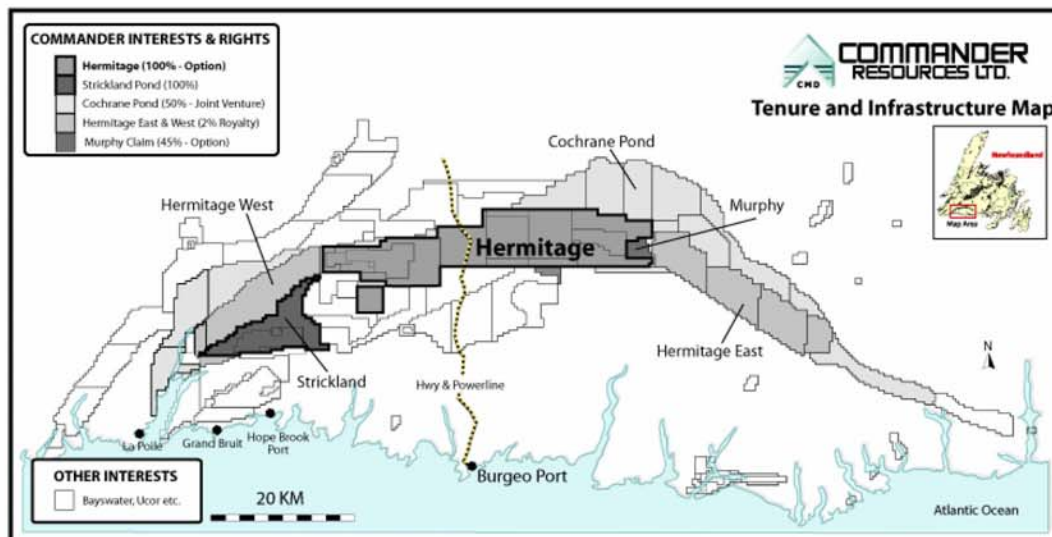 COMMANDER INTERESTS & RIGHTS
Hermitage (100% - Option)
Strickland Pond (100%)
Cochrane Pond (50% - Joint Venture)
Hermitage East & West (2% Royalty)
Murphy Claim (45% - Option)
CMD
COMMANDER
RESOURCES LTD.
Tenure and Infrastructure Map
Newfoundland
Map Area
Cochrane Pond
Murphy
Hermitage West
Hermitage
Hermitage East
N
Strickland
Hwy & Powerline
La Poile
Grand Bruit
Hope Brook
Port
Burgeo Port
OTHER INTERESTS
Bayswater, Ucor etc.
20 KM
Atlantic Ocean